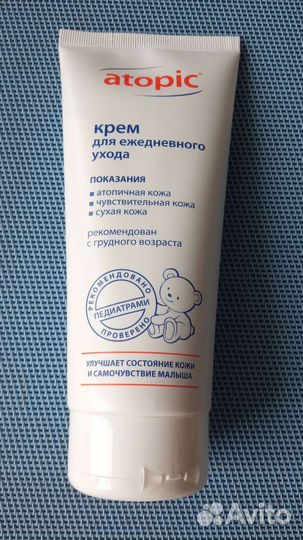 atopic
крем
для ежедневного
ухода
ПОКАЗАНИЯ
атопичная кожа
чувствительная кожа
сухая кожа
рекомендован
с грудного возраста
РЕКОМЕНДОВАНО
ПЕДИАТРАМИ
ПРОВЕРЕНО
УЛУЧШАЕТ СОСТОЯНИЕ КОЖИ
И САМОЧУВСТВИЕ МАЛЫША
Avito